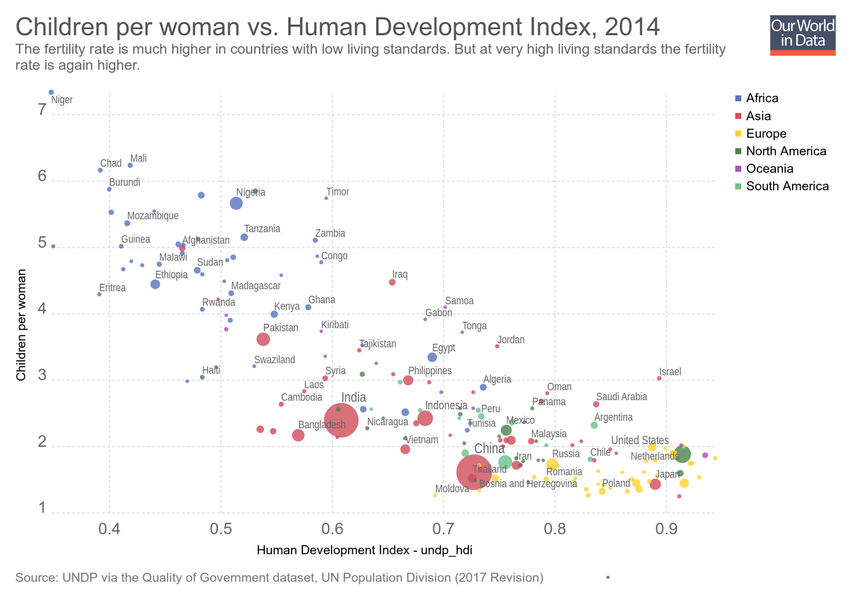 Children per woman vs. Human Development Index, 2014
The fertility rate is much higher in countries with low living standards. But at very high living standards the fertility
rate is again higher.
Our World
in Data
Africa
Asia
Europe
North America
Oceania
South America
Children per woman
7
6
5
4
3
2
1
Niger
Chad
Mali
Burundi
Nigeria
Timor
Mozambique
Tanzania
Zambia
Guinea
Afghanistan
Malawi
Sudan
Congo
Ethiopia
Iraq
Eritrea
Madagascar
Rwanda
Kenya
Ghana
Samoa
Gabon
Pakistan
Kiribati
Tonga
Tajikistan
Jordan
Egypt
Haiti
Swaziland
Syria
Philippines
Israel
Laos
Algeria
Oman
Cambodia
India
Indonesia
Peru
Panama
Saudi Arabia
Bangladesh
Nicaragua
Tunisia
Mexico
Argentina
Vietnam
Malaysia
United States
China
Iran
Russia
Chile
Netherlands
Thailand
Romania
Japan
Moldova
Bosnia and Herzegovina
Poland
0.4
0.5
0.6
0.7
0.8
0.9
Human Development Index - undp_hdi
Source: UNDP via the Quality of Government dataset, UN Population Division (2017 Revision)